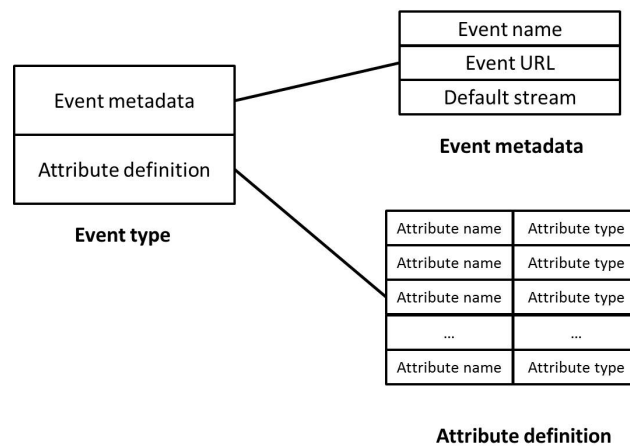 Event metadata
Attribute definition
Event type
Event name
Event URL
Default stream
Event metadata
Attribute name Attribute type
Attribute name Attribute type
Attribute name Attribute type
... ...
Attribute name Attribute type
Attribute definition